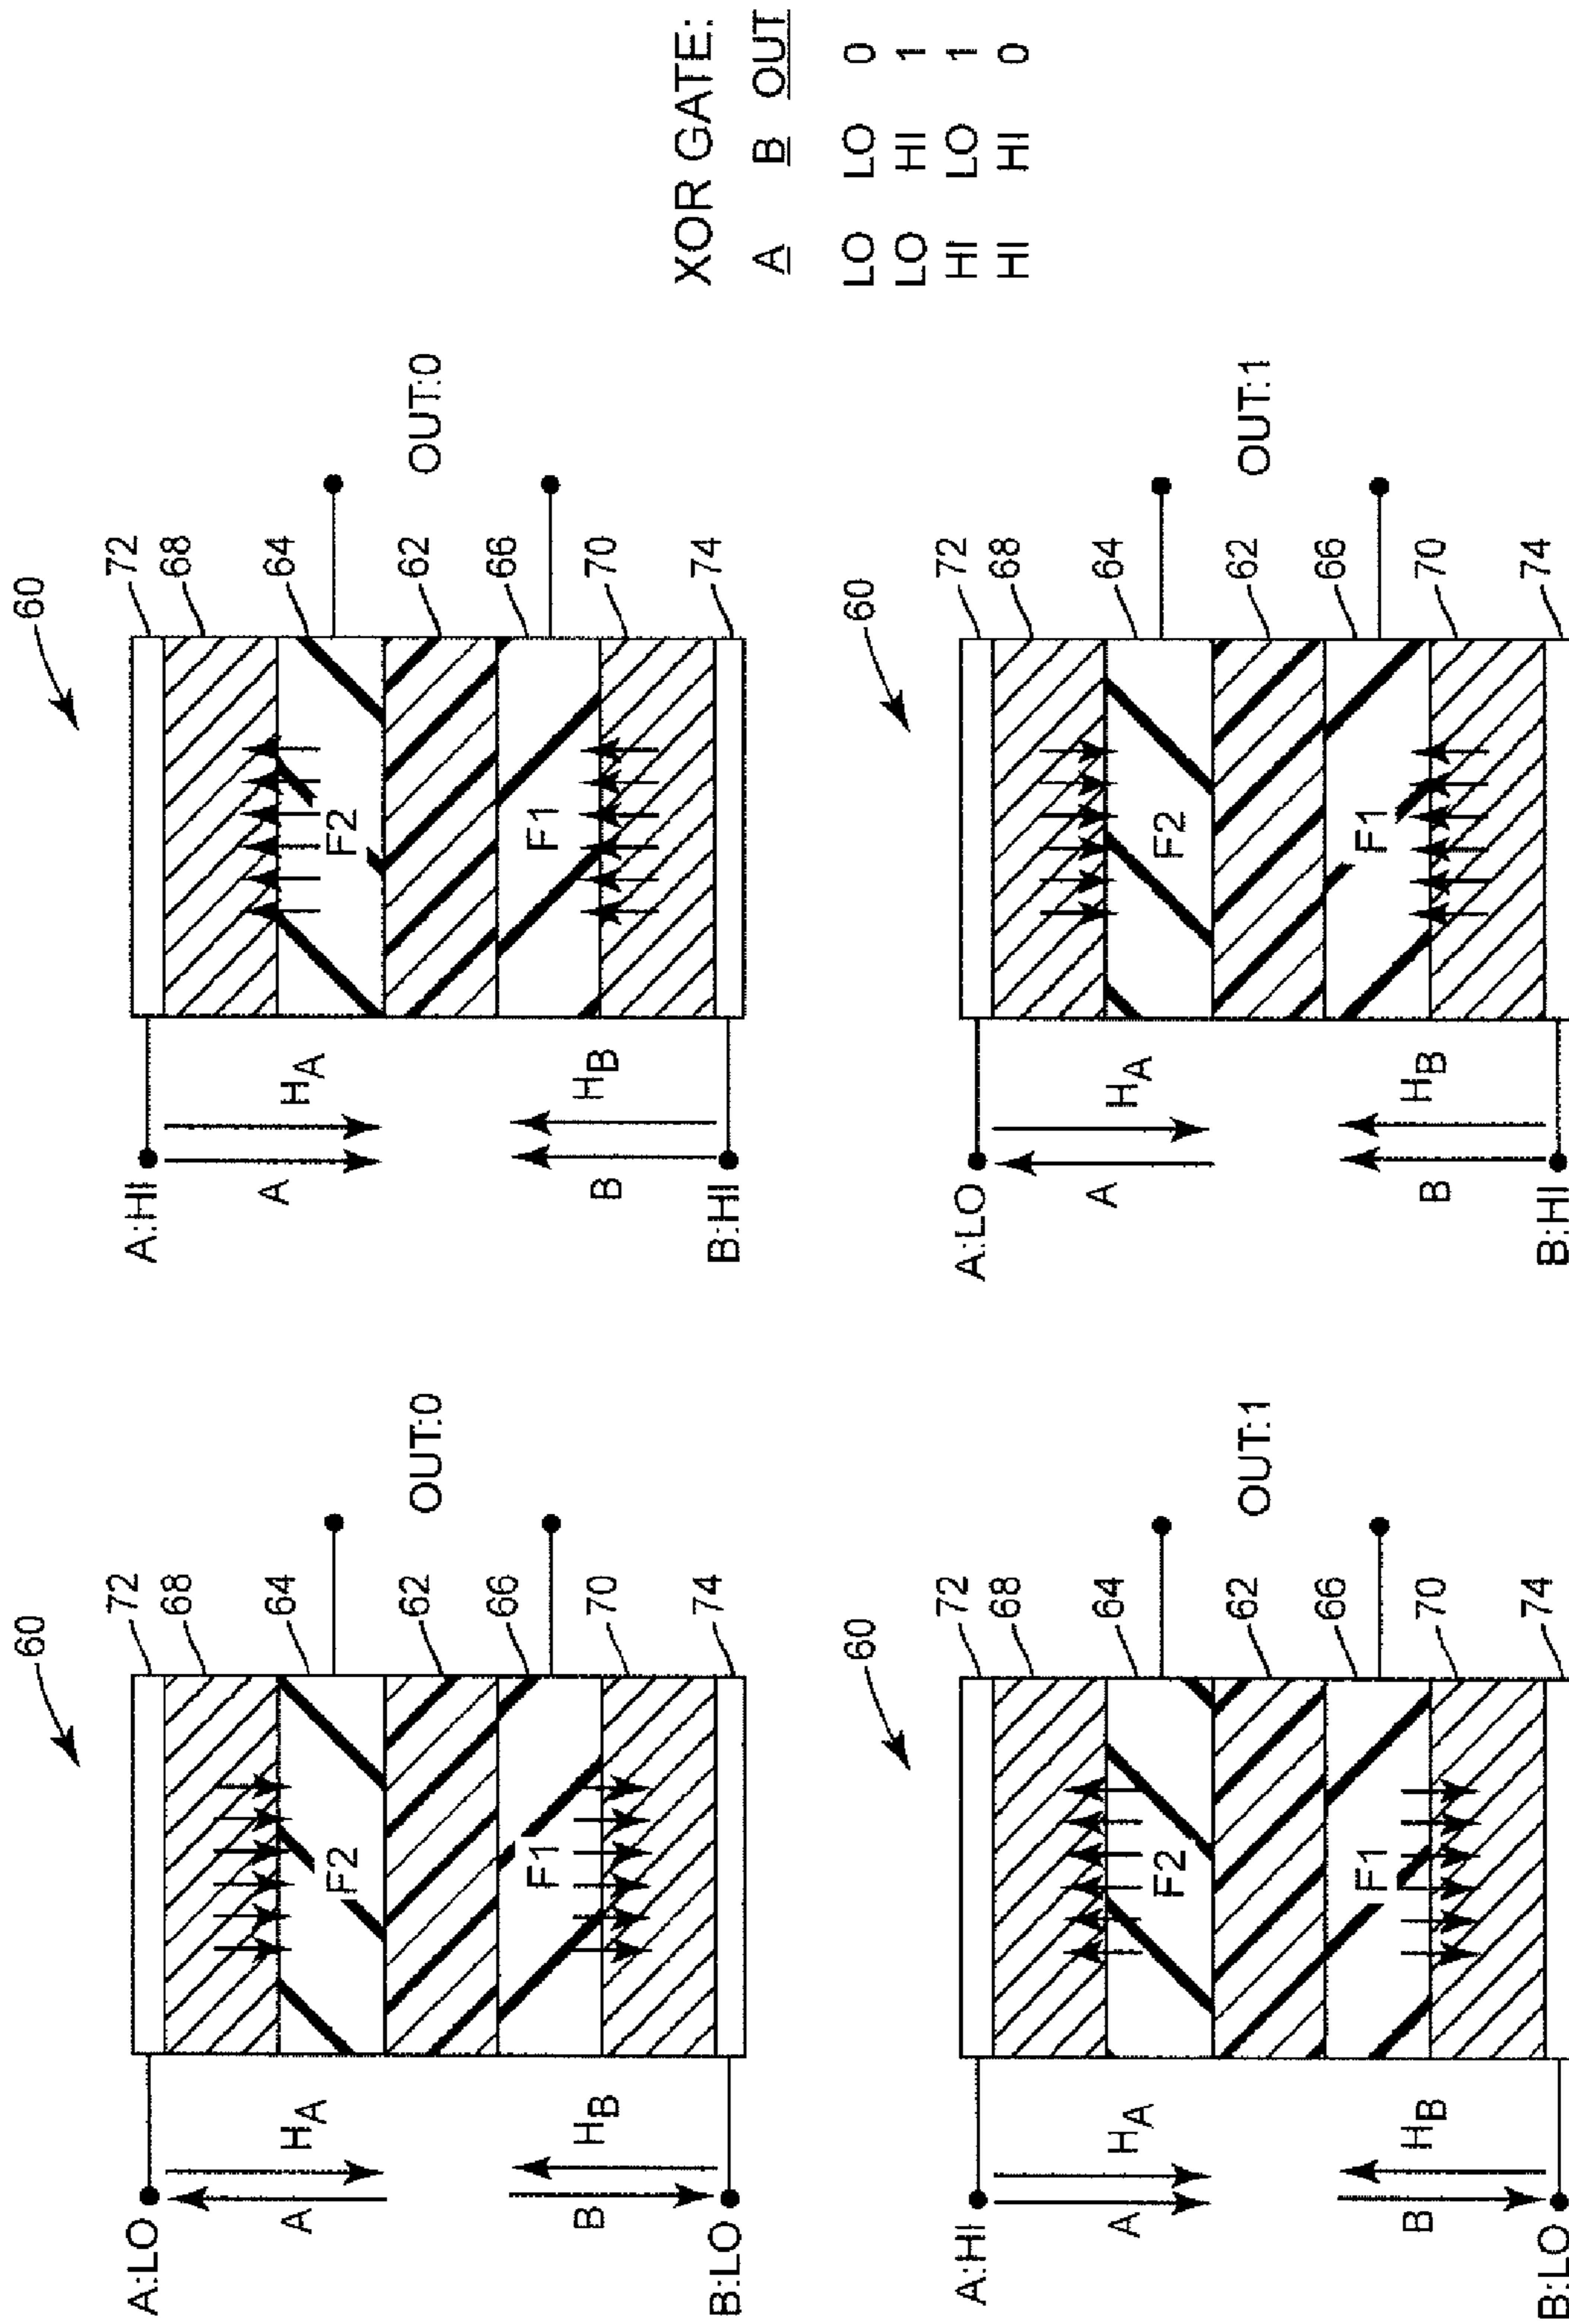 60
A:LO
A
HA
B
HB
B:LO
F2
F1
72
68
64
62
66
70
74
OUT:0
60
A:HI
A
HA
B
HB
B:HI
F2
F1
72
68
64
62
66
70
74
OUT:0
60
A:HI
A
HA
B
HB
B:LO
F2
F1
72
68
64
62
66
70
74
OUT:1
60
A:LO
A
HA
B
HB
B:HI
F2
F1
72
68
64
62
66
70
74
OUT:1
XOR GATE:
A B OUT
LO LO 0
LO HI 1
HI LO 1
HI HI 0